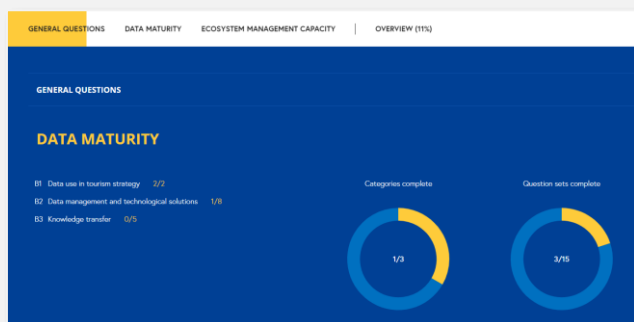 GENERAL QUESTIONS DATA MATURITY ECOSYSTEM MANAGEMENT CAPACITY | OVERVIEW (11%)
GENERAL QUESTIONS
DATA MATURITY
B1 Data use in tourism strategy 2/2
B2 Data management and technological solutions 1/8
B3 Knowledge transfer 0/5
Categories complete
1/3
Question sets complete
3/15